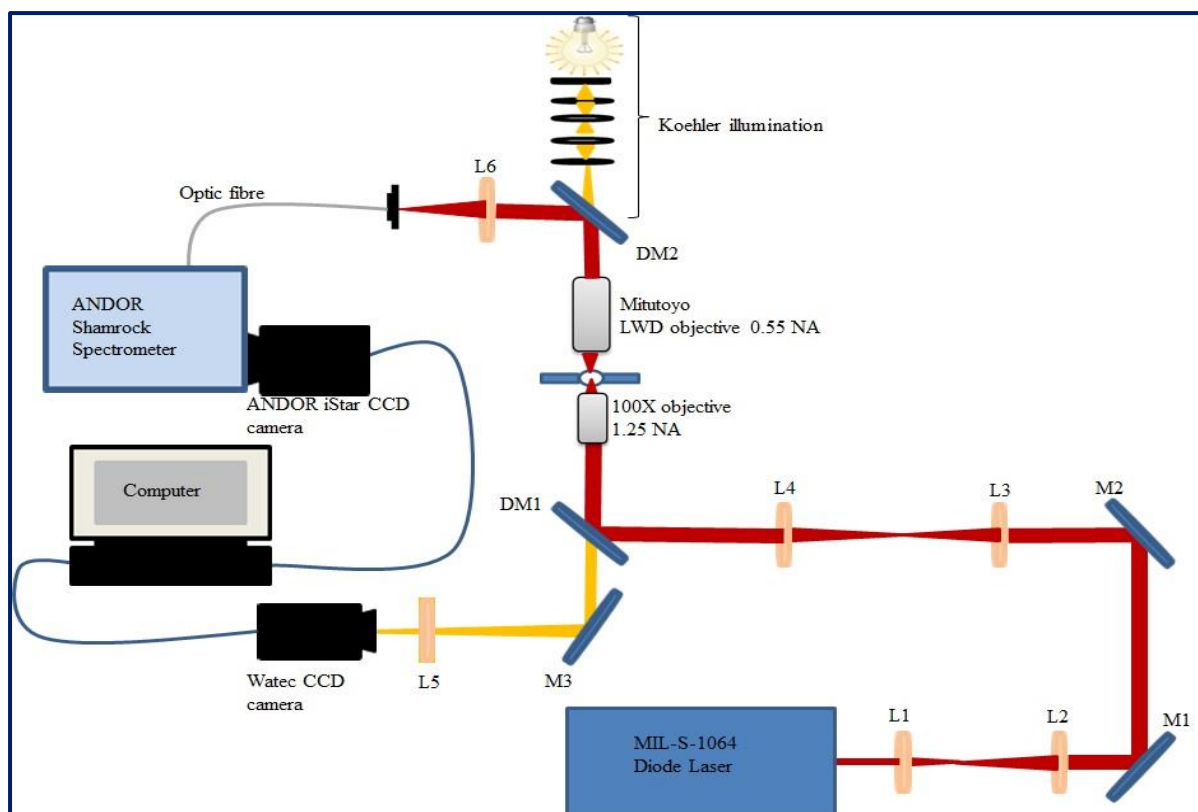 Koehler illumination
L6
Optic fibre
DM2
ANDOR
Shamrock
Spectrometer
Mitutoyo
LWD objective 0.55 NA
ANDOR iStar CCD
camera
100X objective
1.25 NA
Computer
DM1
L4
L3
M2
Watec CCD
camera
L5
M3
MIL-S-1064
Diode Laser
L1
L2
M1